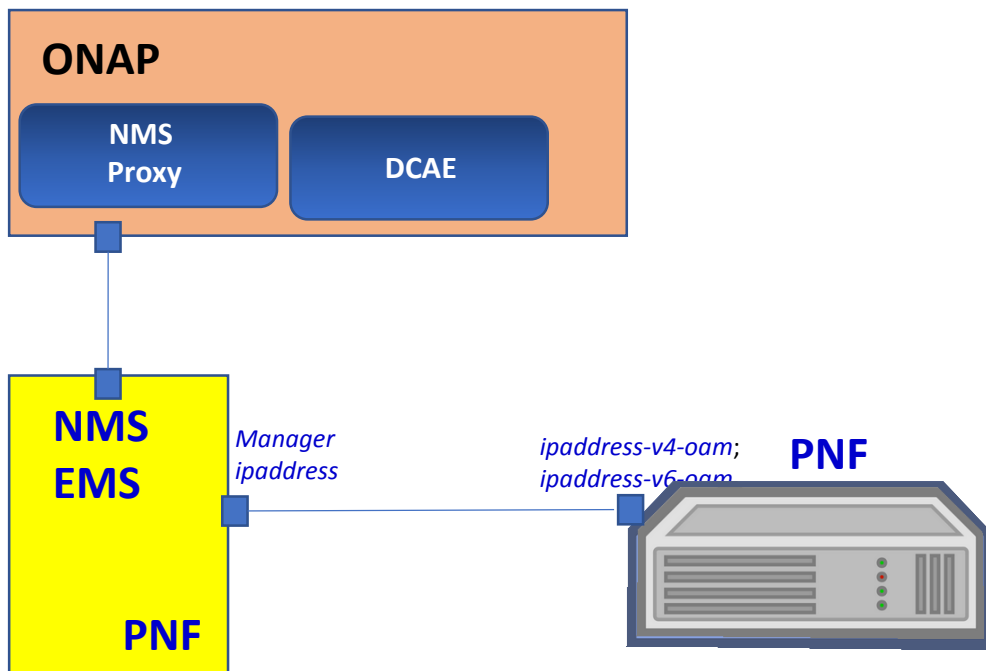 ONAP
NMS
Proxy
DCAE
NMS
EMS
Manager
ipaddress
ipaddress-v4-oam;
ipaddress-v6-oam
PNF
PNF